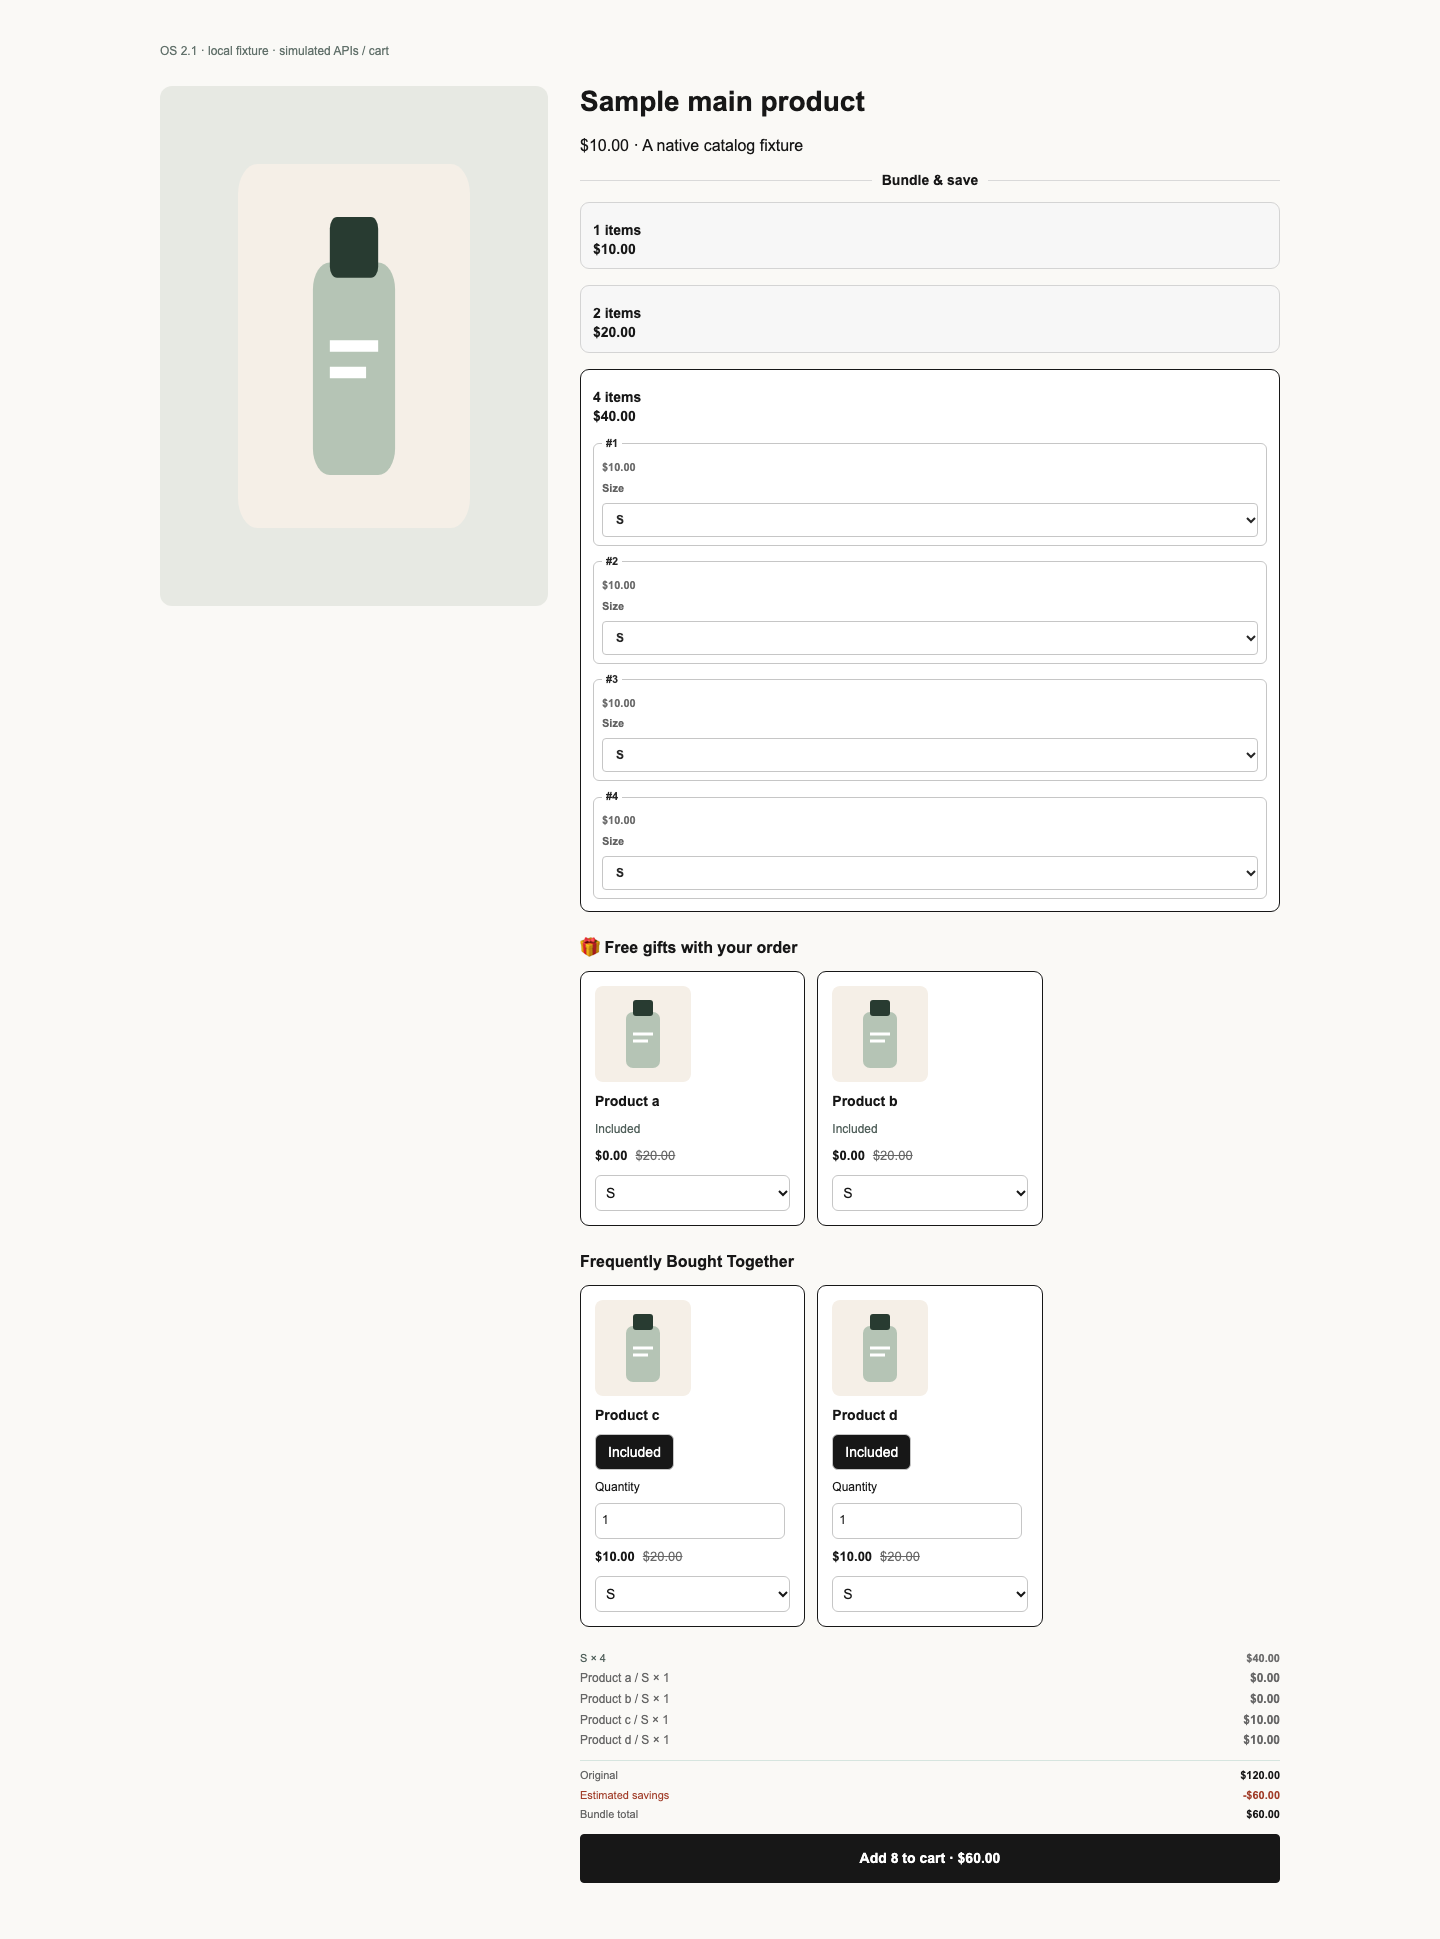 OS 2.1 · local fixture · simulated APIs / cart
Sample main product
$10.00 · A native catalog fixture
Bundle & save
1 items
$10.00
2 items
$20.00
4 items
$40.00
#1
$10.00
Size
S
#2
$10.00
Size
S
#3
$10.00
Size
S
#4
$10.00
Size
S
🎁 Free gifts with your order
Product a
Included
$0.00 $20.00
S
Product b
Included
$0.00 $20.00
S
Frequently Bought Together
Product c
Included
Quantity
1
$10.00 $20.00
S
Product d
Included
Quantity
1
$10.00 $20.00
S
S × 4 $40.00
Product a / S × 1 $0.00
Product b / S × 1 $0.00
Product c / S × 1 $10.00
Product d / S × 1 $10.00
Original $120.00
Estimated savings -$60.00
Bundle total $60.00
Add 8 to cart · $60.00